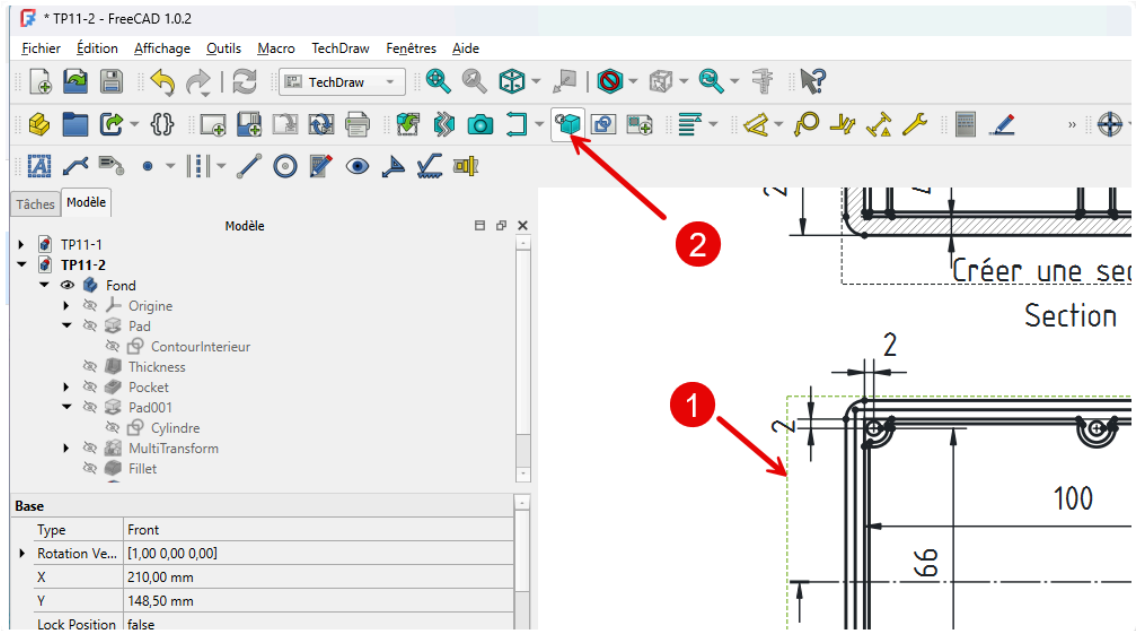 * TP11-2 - FreeCAD 1.0.2
Fichier Édition Affichage Outils Macro TechDraw Fenêtres Aide
TechDraw
»
Tâches Modèle
Modèle
TP11-1
TP11-2
Fond
Origine
Pad
ContourInterieur
Thickness
Pocket
Pad001
Cylindre
MultiTransform
Fillet
Base
Type Front
Rotation Ve... [1,00 0,00 0,00]
X 210,00 mm
Y 148,50 mm
Lock Position false
2
Créer une sec
Section
2
1
2
100
66